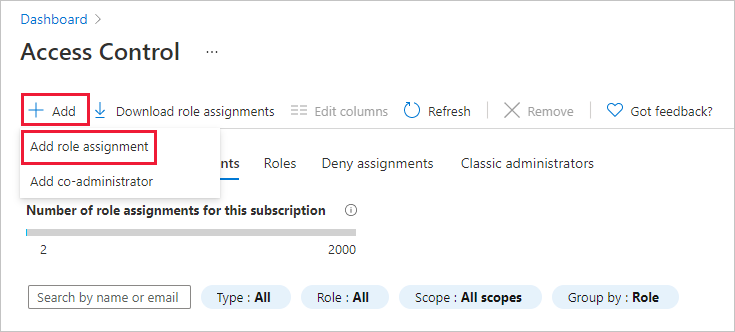 Dashboard
Access Control
Add Download role assignments Edit columns Refresh Remove Got feedback?
Add role assignment
Add co-administrator
nts Roles Deny assignments Classic administrators
Number of role assignments for this subscription
2 2000
Search by name or email Type : All Role : All Scope : All scopes Group by : Role